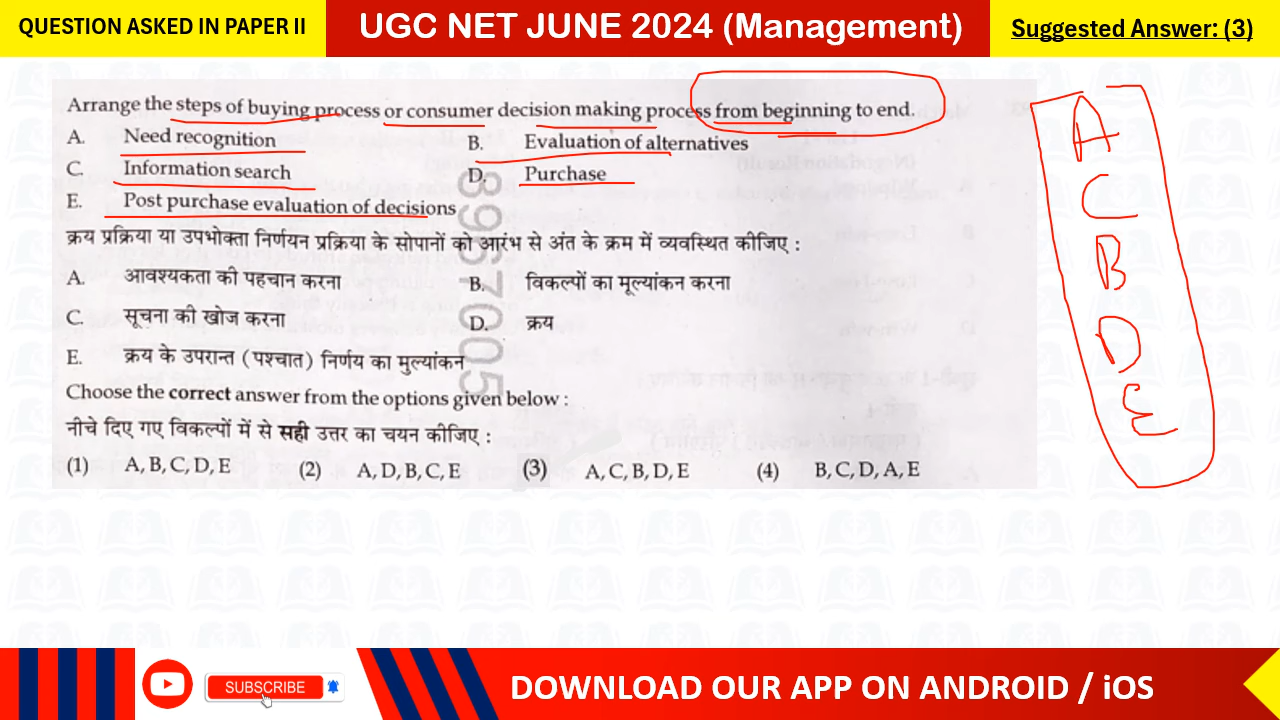 QUESTION ASKED IN PAPER II
UGC NET JUNE 2024 (Management)
Suggested Answer: (3)
Arrange the steps of buying process or consumer decision making process from beginning to end.
A. Need recognition B. Evaluation of alternatives
C. Information search D. Purchase
E. Post purchase evaluation of decisions
क्रय प्रक्रिया या उपभोक्ता निर्णयन प्रक्रिया के सोपानों को आरंभ से अंत के क्रम में व्यवस्थित कीजिए :
A. आवश्यकता की पहचान करना B. विकल्पों का मूल्यांकन करना
C. सूचना की खोज करना D. क्रय
E. क्रय के उपरान्त (पश्चात) निर्णय का मुल्यांकन
Choose the correct answer from the options given below :
नीचे दिए गए विकल्पों में से सही उत्तर का चयन कीजिए :
(1) A, B, C, D, E (2) A, D, B, C, E (3) A, C, B, D, E (4) B, C, D, A, E
A
C
B
D
E
SUBSCRIBE
DOWNLOAD OUR APP ON ANDROID / iOS